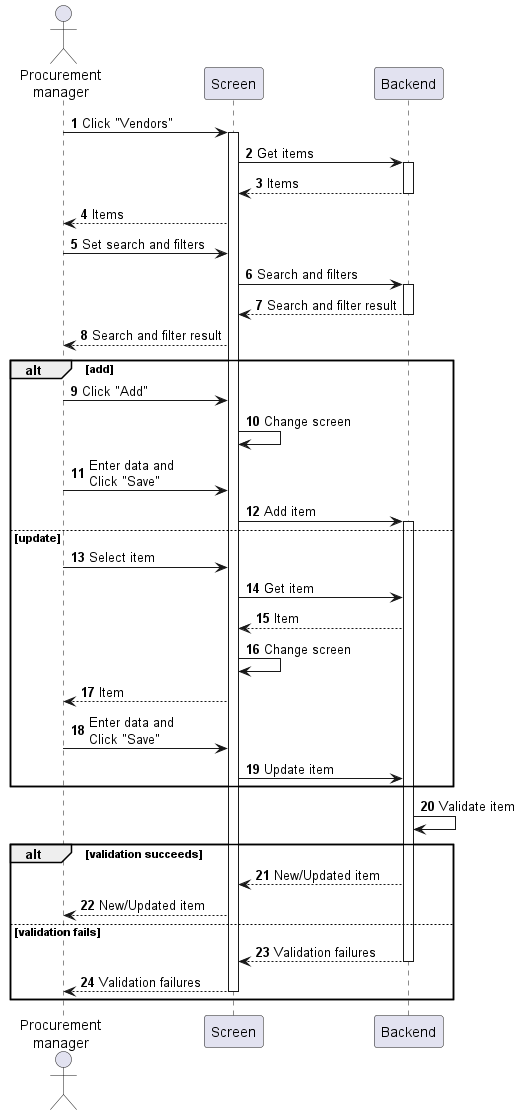 Procurement
manager
Screen
Backend
1 Click "Vendors"
2 Get items
3 Items
4 Items
5 Set search and filters
6 Search and filters
7 Search and filter result
8 Search and filter result
alt [add]
9 Click "Add"
10 Change screen
11 Enter data and
Click "Save"
12 Add item
[update]
13 Select item
14 Get item
15 Item
16 Change screen
17 Item
18 Enter data and
Click "Save"
19 Update item
20 Validate item
alt [validation succeeds]
21 New/Updated item
22 New/Updated item
[validation fails]
23 Validation failures
24 Validation failures
Procurement
manager
Screen
Backend